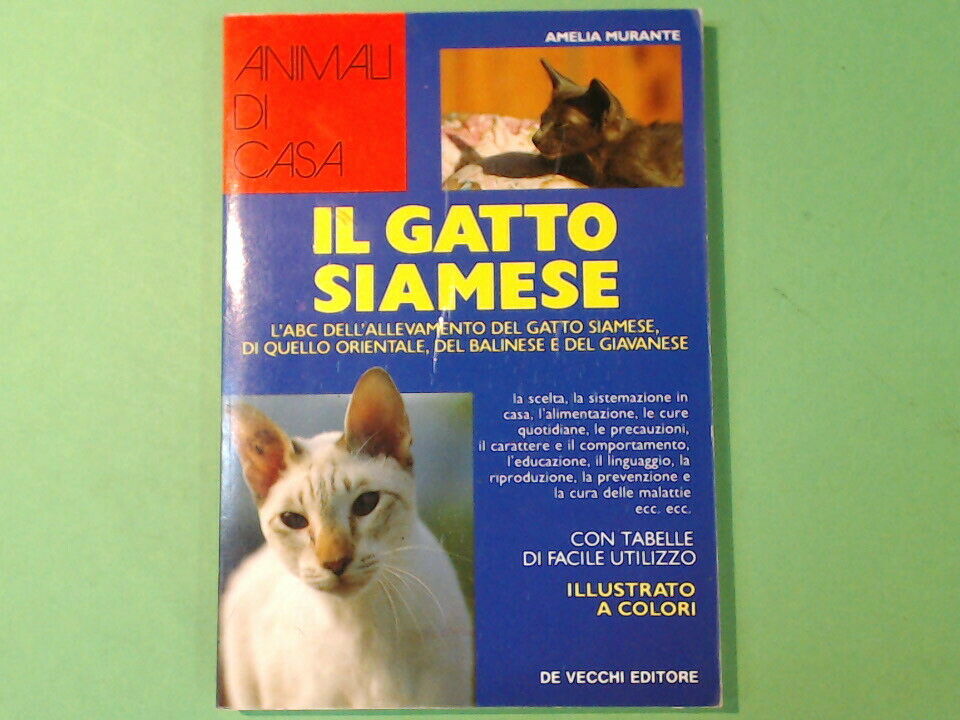 ANIMALI
DI
CASA
AMELIA MURANTE
IL GATTO
SIAMESE
L'ABC DELL'ALLEVAMENTO DEL GATTO SIAMESE,
DI QUELLO ORIENTALE, DEL BALINESE E DEL GIAVANESE
la scelta, la sistemazione in
casa, l'alimentazione, le cure
quotidiane, le precauzioni,
il carattere e il comportamento,
l'educazione, il linguaggio, la
riproduzione, la prevenzione e
la cura delle malattie
ecc. ecc.
CON TABELLE
DI FACILE UTILIZZO
ILLUSTRATO
A COLORI
DE VECCHI EDITORE